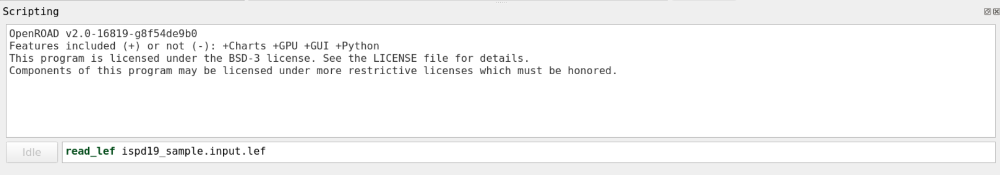 Scripting
OpenROAD v2.0-16819-g8f54de9b0
Features included (+) or not (-): +Charts +GPU +GUI +Python
This program is licensed under the BSD-3 license. See the LICENSE file for details.
Components of this program may be licensed under more restrictive licenses which must be honored.
Idle read_lef ispd19_sample.input.lef